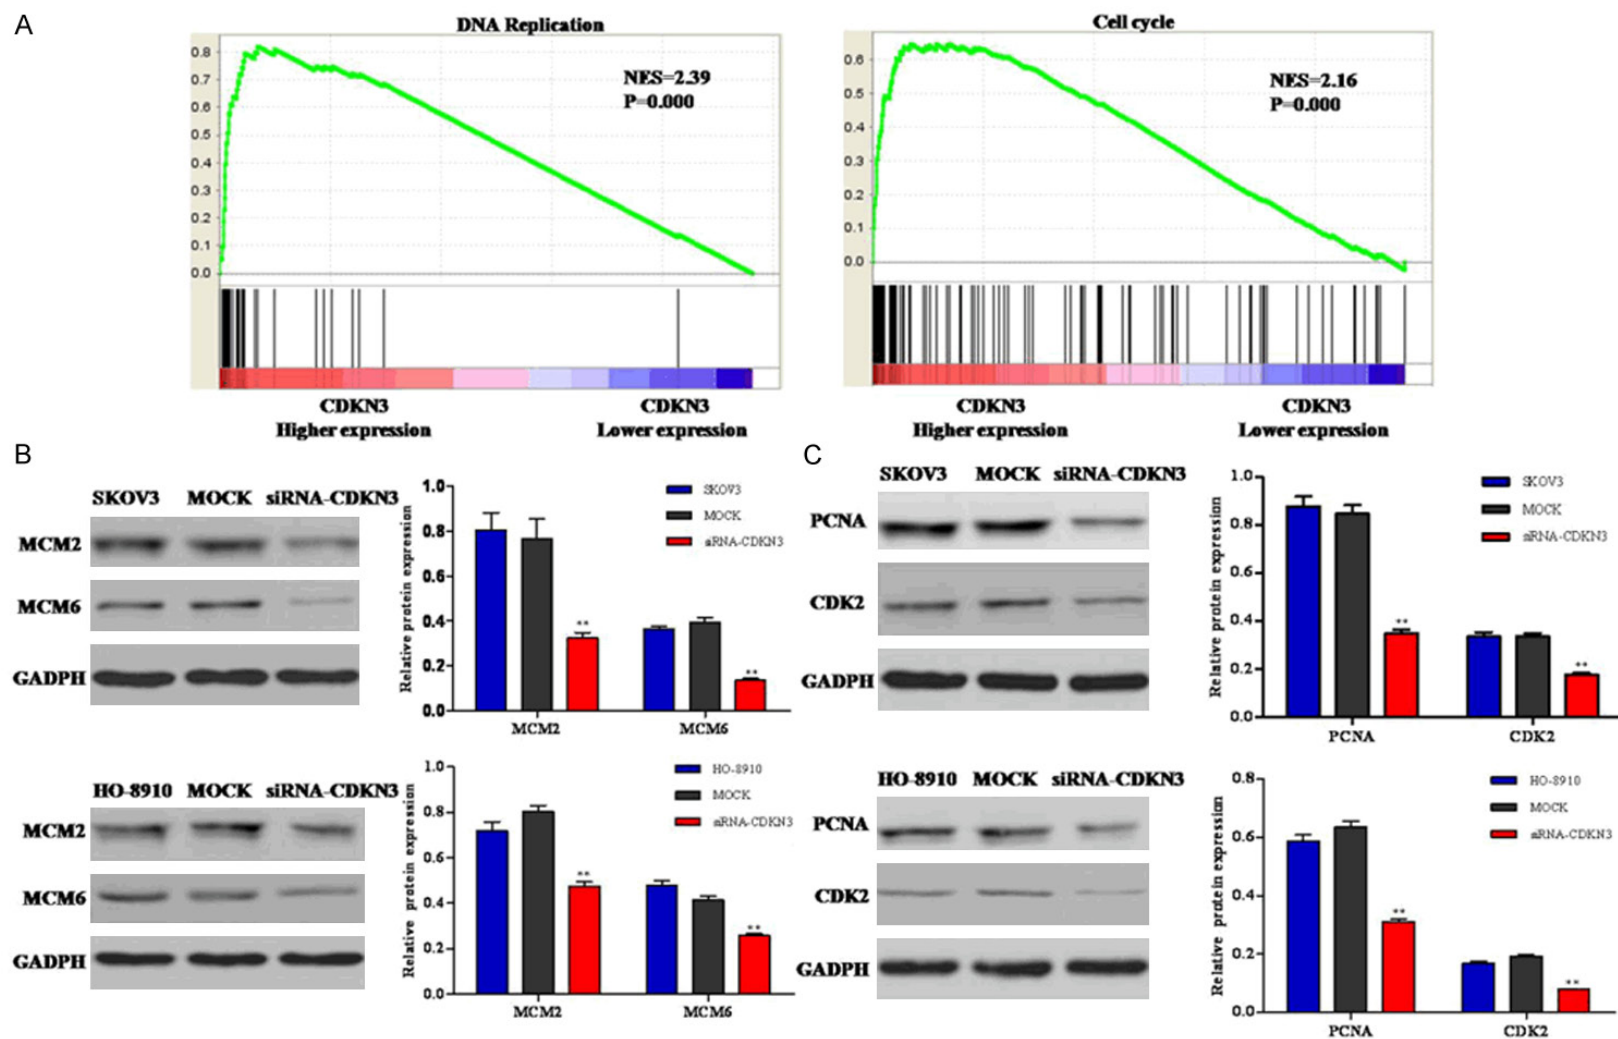 A
DNA Replication
NES=2.39
P=0.000
0.8
0.7
0.6
0.5
0.4
0.3
0.2
0.1
0.0
CDKN3
Higher expression
CDKN3
Lower expression
Cell cycle
NES=2.16
P=0.000
0.6
0.5
0.4
0.3
0.2
0.1
0.0
CDKN3
Higher expression
CDKN3
Lower expression
B
SKOV3 MOCK siRNA-CDKN3
MCM2
MCM6
GADPH
Relative protein expression
1.0
0.8
0.6
0.4
0.2
0.0
SKOV3
MOCK
siRNA-CDKN3
**
**
MCM2 MCM6
HO-8910 MOCK siRNA-CDKN3
MCM2
MCM6
GADPH
Relative protein expression
1.0
0.8
0.6
0.4
0.2
0.0
HO-8910
MOCK
siRNA-CDKN3
**
**
MCM2 MCM6
C
SKOV3 MOCK siRNA-CDKN3
PCNA
CDK2
GADPH
Relative protein expression
1.0
0.8
0.6
0.4
0.2
0.0
SKOV3
MOCK
siRNA-CDKN3
**
**
PCNA CDK2
HO-8910 MOCK siRNA-CDKN3
PCNA
CDK2
GADPH
Relative protein expression
0.8
0.6
0.4
0.2
0.0
HO-8910
MOCK
siRNA-CDKN3
**
**
PCNA CDK2